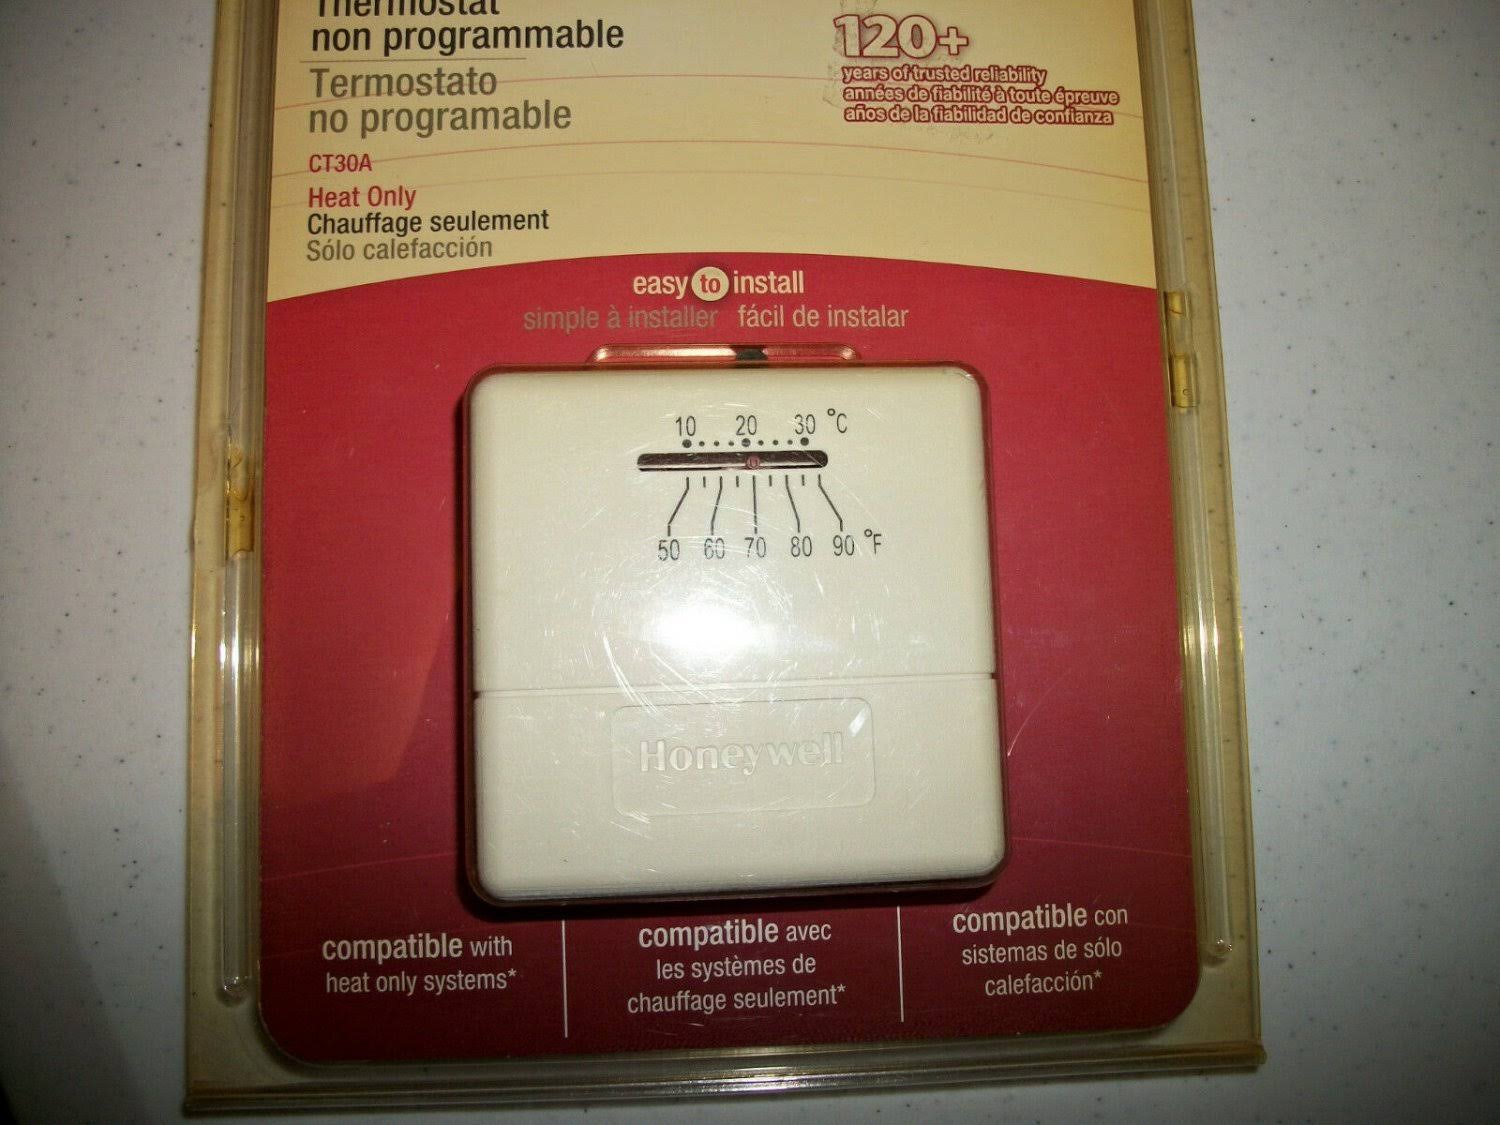 Thermostat
non programmable
Termostato
no programable
CT30A
Heat Only
Chauffage seulement
Sólo calefacción
120+
years of trusted reliability
années de fiabilité à toute épreuve
años de la fiabilidad de confianza
easy to install
simple à installer fácil de instalar
10 20 30 °C
50 60 70 80 90 °F
Honeywell
compatible with
heat only systems*
compatible avec
les systèmes de
chauffage seulement*
compatible con
sistemas de sólo
calefacción*